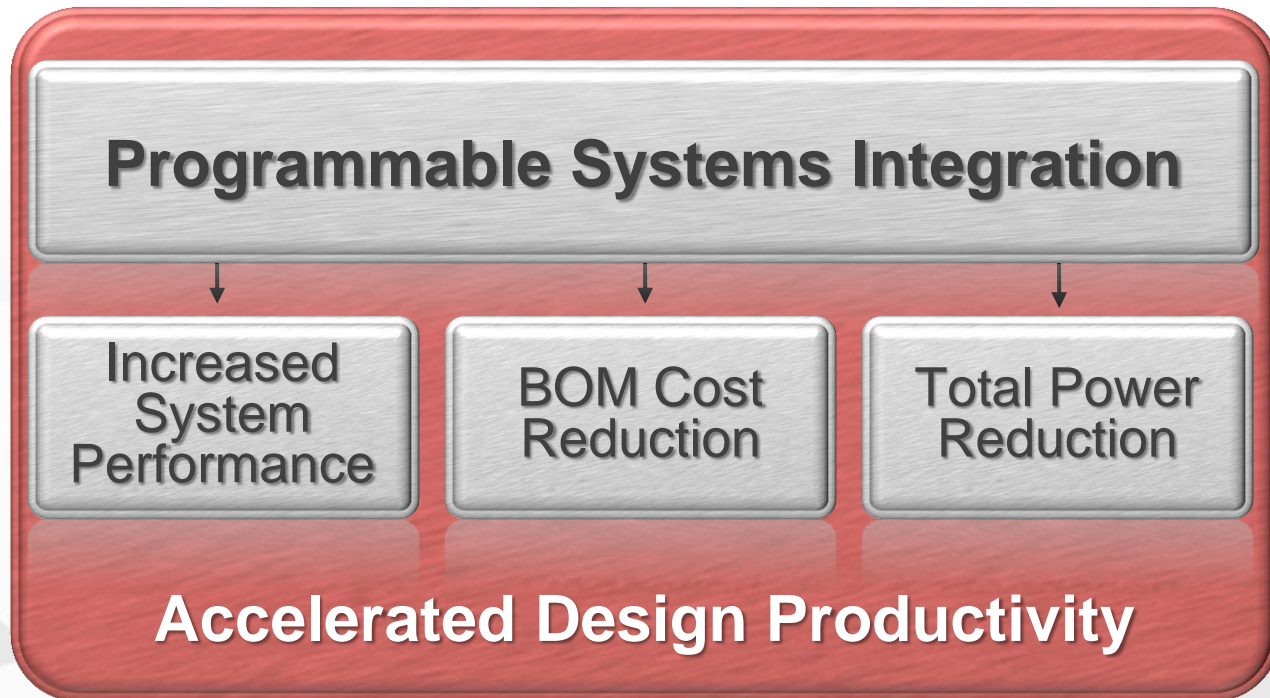 Programmable Systems Integration
Increased
System
Performance
BOM Cost
Reduction
Total Power
Reduction
Accelerated Design Productivity